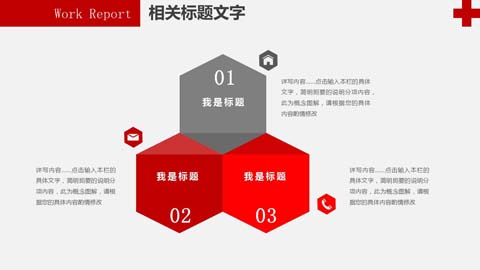 Work Report
相关标题文字
01
我是标题
详写内容……点击输入本栏的具体
文字，简明扼要的说明分项内容，
此为概念图解，请根据您的具体
内容酌情修改
详写内容……点击输入本栏的
具体文字，简明扼要的说明分
项内容，此为概念图解，请根
据您的具体内容酌情修改
我是标题
02
我是标题
03
详写内容……点击输入本栏的
具体文字，简明扼要的说明分
项内容，此为概念图解，请根
据您的具体内容酌情修改